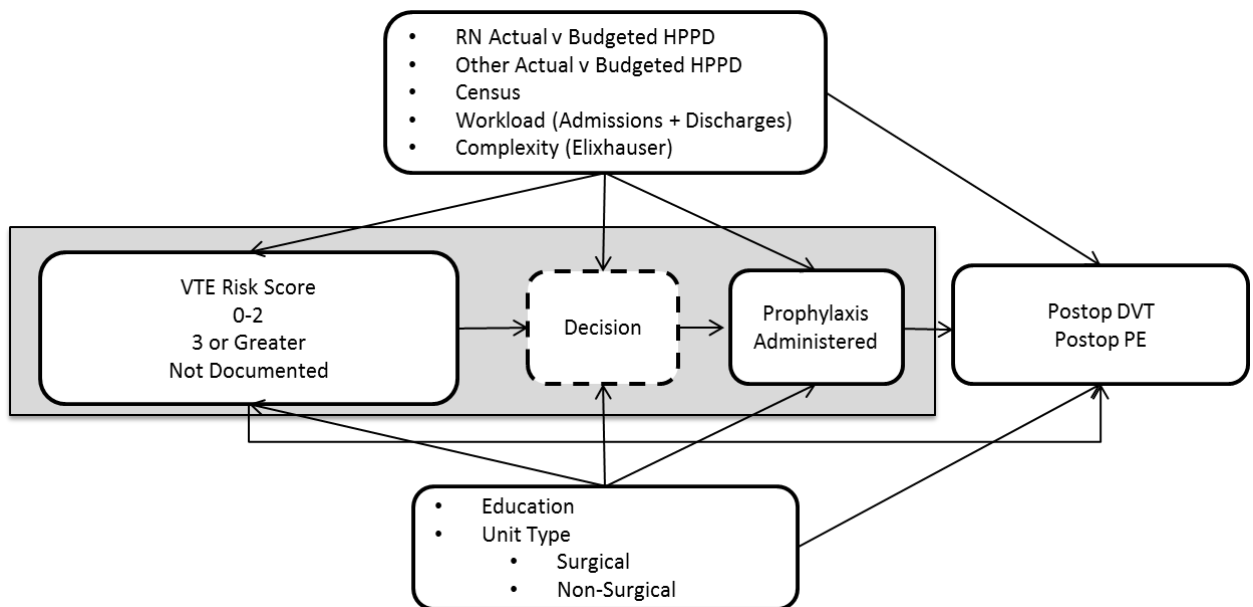 • RN Actual v Budgeted HPPD
• Other Actual v Budgeted HPPD
• Census
• Workload (Admissions + Discharges)
• Complexity (Elixhauser)
VTE Risk Score
0-2
3 or Greater
Not Documented
Decision
Prophylaxis
Administered
Postop DVT
Postop PE
• Education
• Unit Type
• Surgical
• Non-Surgical